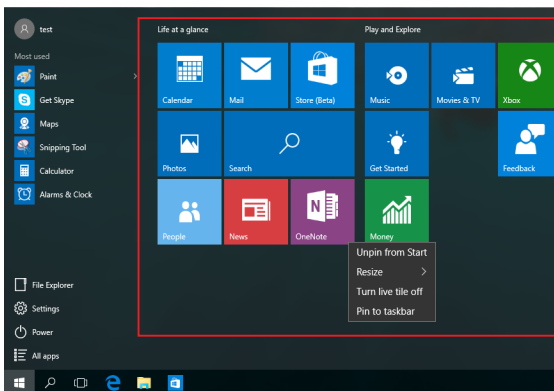 test
Most used
Paint
Get Skype
Maps
Snipping Tool
Calculator
Alarms & Clock
File Explorer
Settings
Power
All apps
Life at a glance
Calendar
Mail
Store (Beta)
Photos
Search
People
News
OneNote
Play and Explore
Music
Movies & TV
Xbox
Get Started
Feedback
Money
Unpin from Start
Resize
Turn live tile off
Pin to taskbar